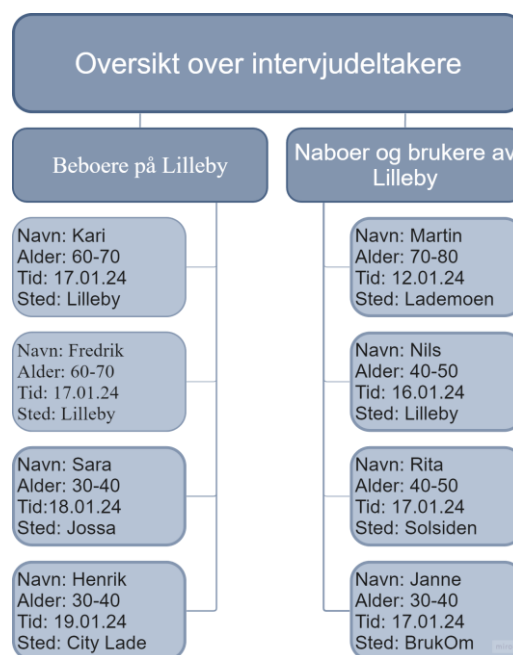 Oversikt over intervjudeltakere
Beboere på Lilleby
Navn: Kari
Alder: 60-70
Tid: 17.01.24
Sted: Lilleby
Navn: Fredrik
Alder: 60-70
Tid: 17.01.24
Sted: Lilleby
Navn: Sara
Alder: 30-40
Tid:18.01.24
Sted: Jossa
Navn: Henrik
Alder: 30-40
Tid: 19.01.24
Sted: City Lade
Naboer og brukere av
Lilleby
Navn: Martin
Alder: 70-80
Tid: 12.01.24
Sted: Lademoen
Navn: Nils
Alder: 40-50
Tid: 16.01.24
Sted: Lilleby
Navn: Rita
Alder: 40-50
Tid: 17.01.24
Sted: Solsiden
Navn: Janne
Alder: 30-40
Tid: 17.01.24
Sted: BrukOm